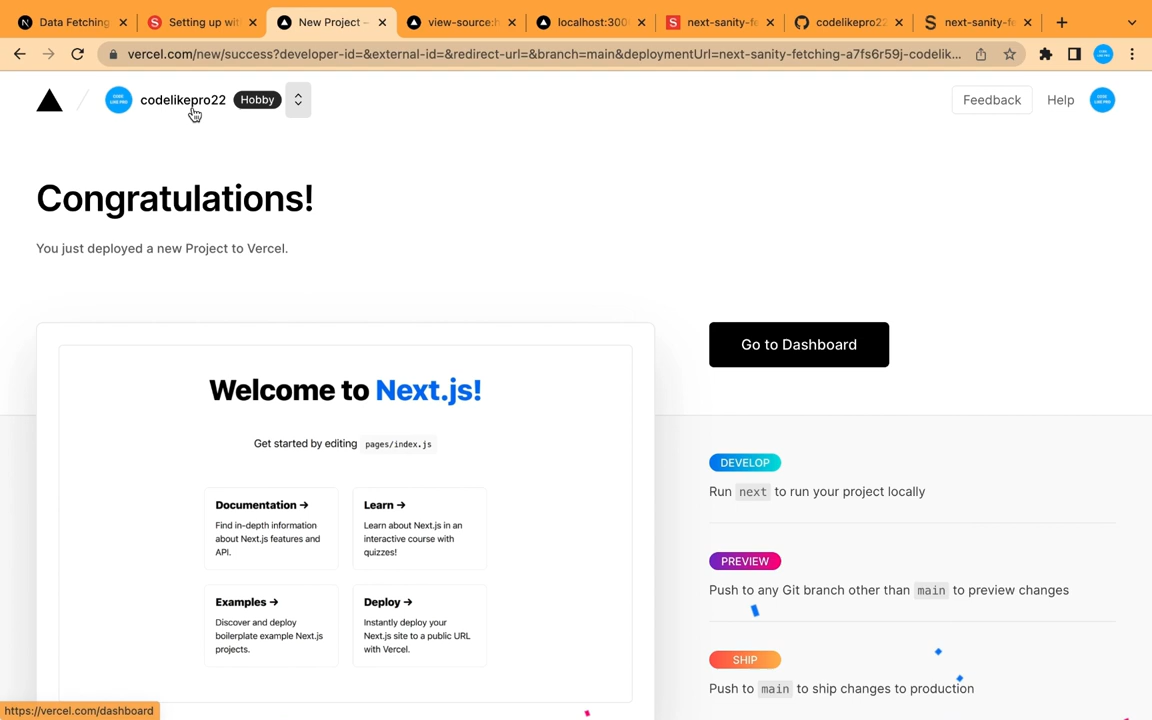 Data Fetching
Setting up wit
New Project –
view-source:h
localhost:300
next-sanity-fe
codelikepro22
next-sanity-fe
vercel.com/new/success?developer-id=&external-id=&redirect-url=&branch=main&deploymentUrl=next-sanity-fetching-a7fs6r59j-codelik...
codelikepro22 Hobby
Feedback Help
Congratulations!
You just deployed a new Project to Vercel.
Go to Dashboard
Welcome to Next.js!
Get started by editing pages/index.js
Documentation →
Find in-depth information
about Next.js features and
API.
Learn →
Learn about Next.js in an
interactive course with
quizzes!
Examples →
Discover and deploy
boilerplate example Next.js
projects.
Deploy →
Instantly deploy your
Next.js site to a public URL
with Vercel.
DEVELOP
Run next to run your project locally
PREVIEW
Push to any Git branch other than main to preview changes
SHIP
Push to main to ship changes to production
https://vercel.com/dashboard